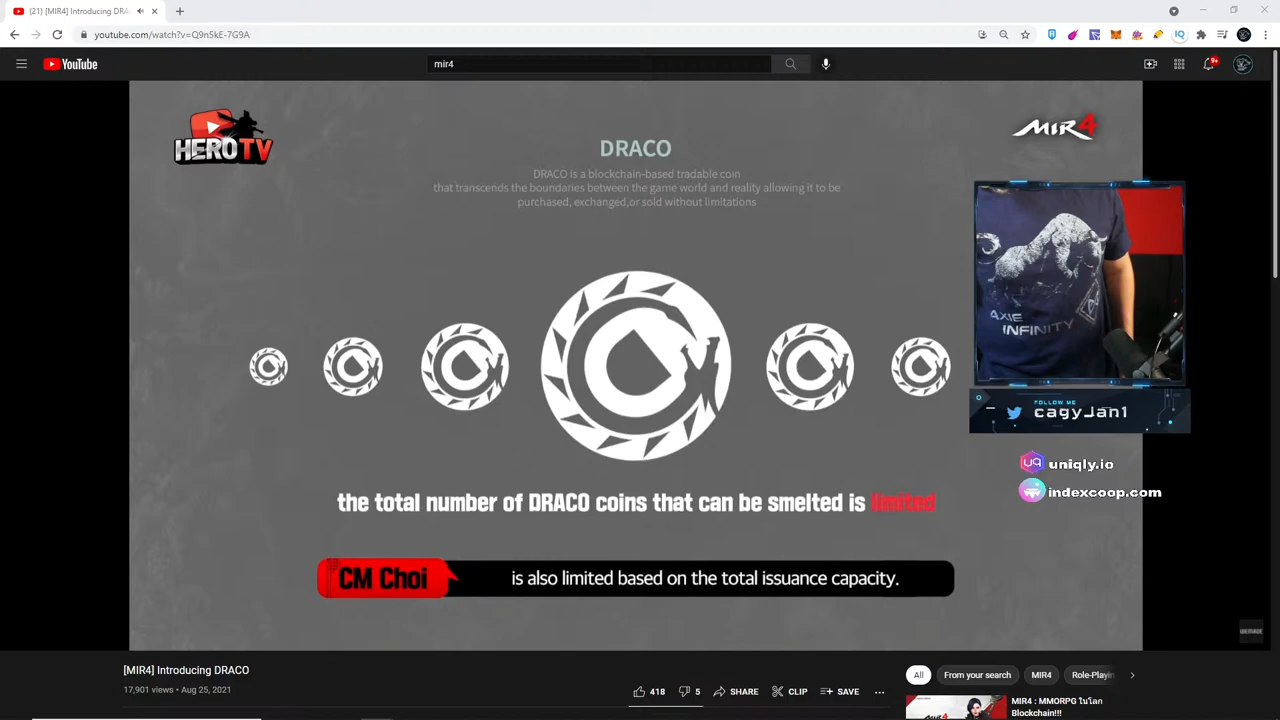 (21) [MIR4] Introducing DRA
youtube.com/watch?v=Q9n5kE-7G9A
IQ
YouTube
mir4
9+
HERO TV
MIR4
DRACO
DRACO is a blockchain-based tradable coin
that transcends the boundaries between the game world and reality allowing it to be
purchased, exchanged,or sold without limitations
AXIE
INFINITY
FOLLOW ME
cagyJan1
uq uniqly.io
indexcoop.com
the total number of DRACO coins that can be smelted is limited
CM Choi
is also limited based on the total issuance capacity.
WEMADE
[MIR4] Introducing DRACO
17,901 views • Aug 25, 2021
418
5
SHARE
CLIP
SAVE
All
From your search
MIR4
Role-Playin
MIR4 : MMORPG ในโลก
Blockchain!!!